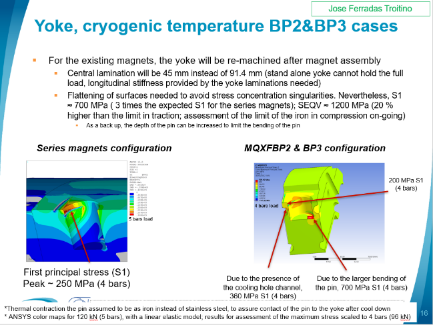 Jose Ferradas Troitino
Yoke, cryogenic temperature BP2&BP3 cases
For the existing magnets, the yoke will be re-machined after magnet assembly
Central lamination will be 45 mm instead of 91.4 mm (stand alone yoke cannot hold the full
load, longitudinal stiffness provided by the yoke laminations needed)
Flattening of surfaces needed to avoid stress concentration singularities. Nevertheless, S1
≈ 700 MPa ( 3 times the expected S1 for the series magnets); SEQV ≈ 1200 MPa (20 %
higher than the limit in traction; assessment of the limit of the iron in compression on-going)
As a back up, the depth of the pin can be increased to limit the bending of the pin
Series magnets configuration
MQXFBP2 & BP3 configuration
5 bars load
4 bars load
200 MPa S1
(4 bars)
First principal stress (S1)
Peak ~ 250 MPa (4 bars)
Due to the presence of
the cooling hole channel,
360 MPa S1 (4 bars)
Due to the larger bending of
the pin, 700 MPa S1 (4 bars)
*Thermal contraction the pin assumed to be as iron instead of stainless steel, to assure contact of the pin to the yoke after cool down
* ANSYS color maps for 120 kN (5 bars), with a linear elastic model, results for assessment of the maximum stress scaled to 4 bars (96 kN)
16